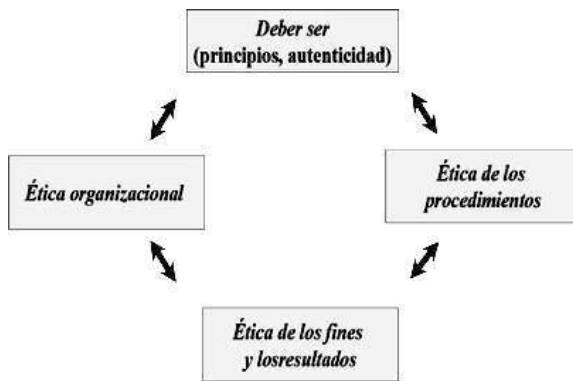 Deber ser
(principios, autenticidad)
Ética organizacional
Ética de los
procedimientos
Ética de los fines
y losresultados